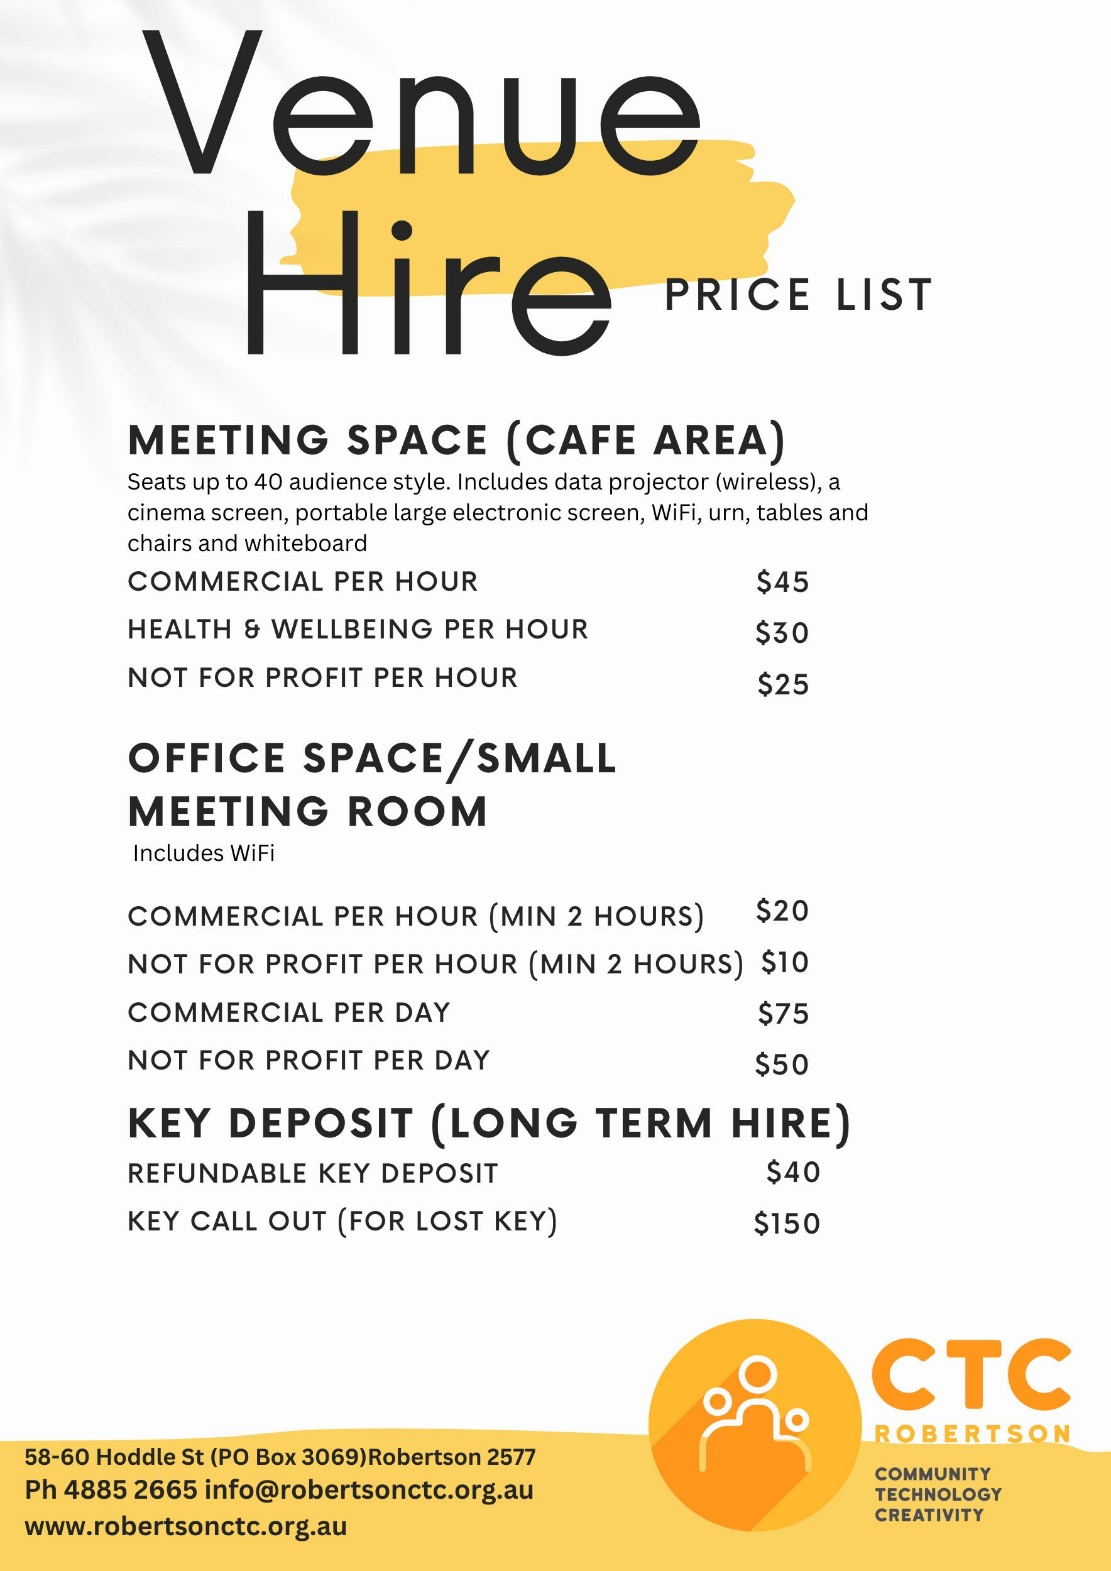 Venue
Hire PRICE LIST
MEETING SPACE (CAFE AREA)
Seats up to 40 audience style. Includes data projector (wireless), a
cinema screen, portable large electronic screen, WiFi, urn, tables and
chairs and whiteboard
COMMERCIAL PER HOUR $45
HEALTH & WELLBEING PER HOUR $30
NOT FOR PROFIT PER HOUR $25
OFFICE SPACE/SMALL
MEETING ROOM
Includes WiFi
COMMERCIAL PER HOUR (MIN 2 HOURS) $20
NOT FOR PROFIT PER HOUR (MIN 2 HOURS) $10
COMMERCIAL PER DAY $75
NOT FOR PROFIT PER DAY $50
KEY DEPOSIT (LONG TERM HIRE)
REFUNDABLE KEY DEPOSIT $40
KEY CALL OUT (FOR LOST KEY) $150
58-60 Hoddle St (PO Box 3069)Robertson 2577
Ph 4885 2665 info@robertsonctc.org.au
www.robertsonctc.org.au
CTC
ROBERTSON
COMMUNITY
TECHNOLOGY
CREATIVITY